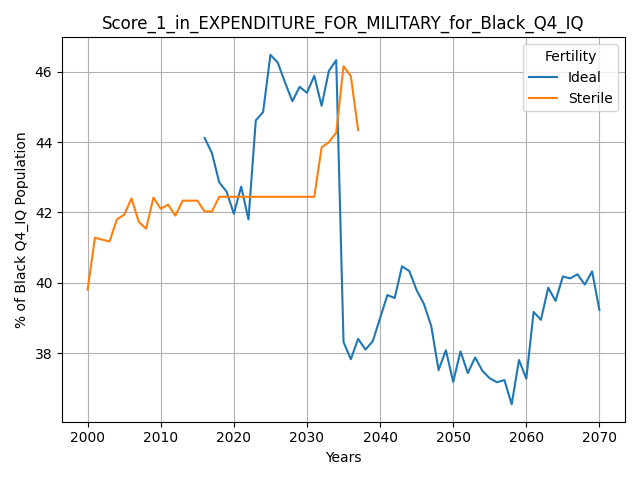 Score_1_in_EXPENDITURE_FOR_MILITARY_for_Black_Q4_IQ
Fertility
Ideal
Sterile
46
44
42
40
38
% of Black Q4_IQ Population
2000 2010 2020 2030 2040 2050 2060 2070
Years